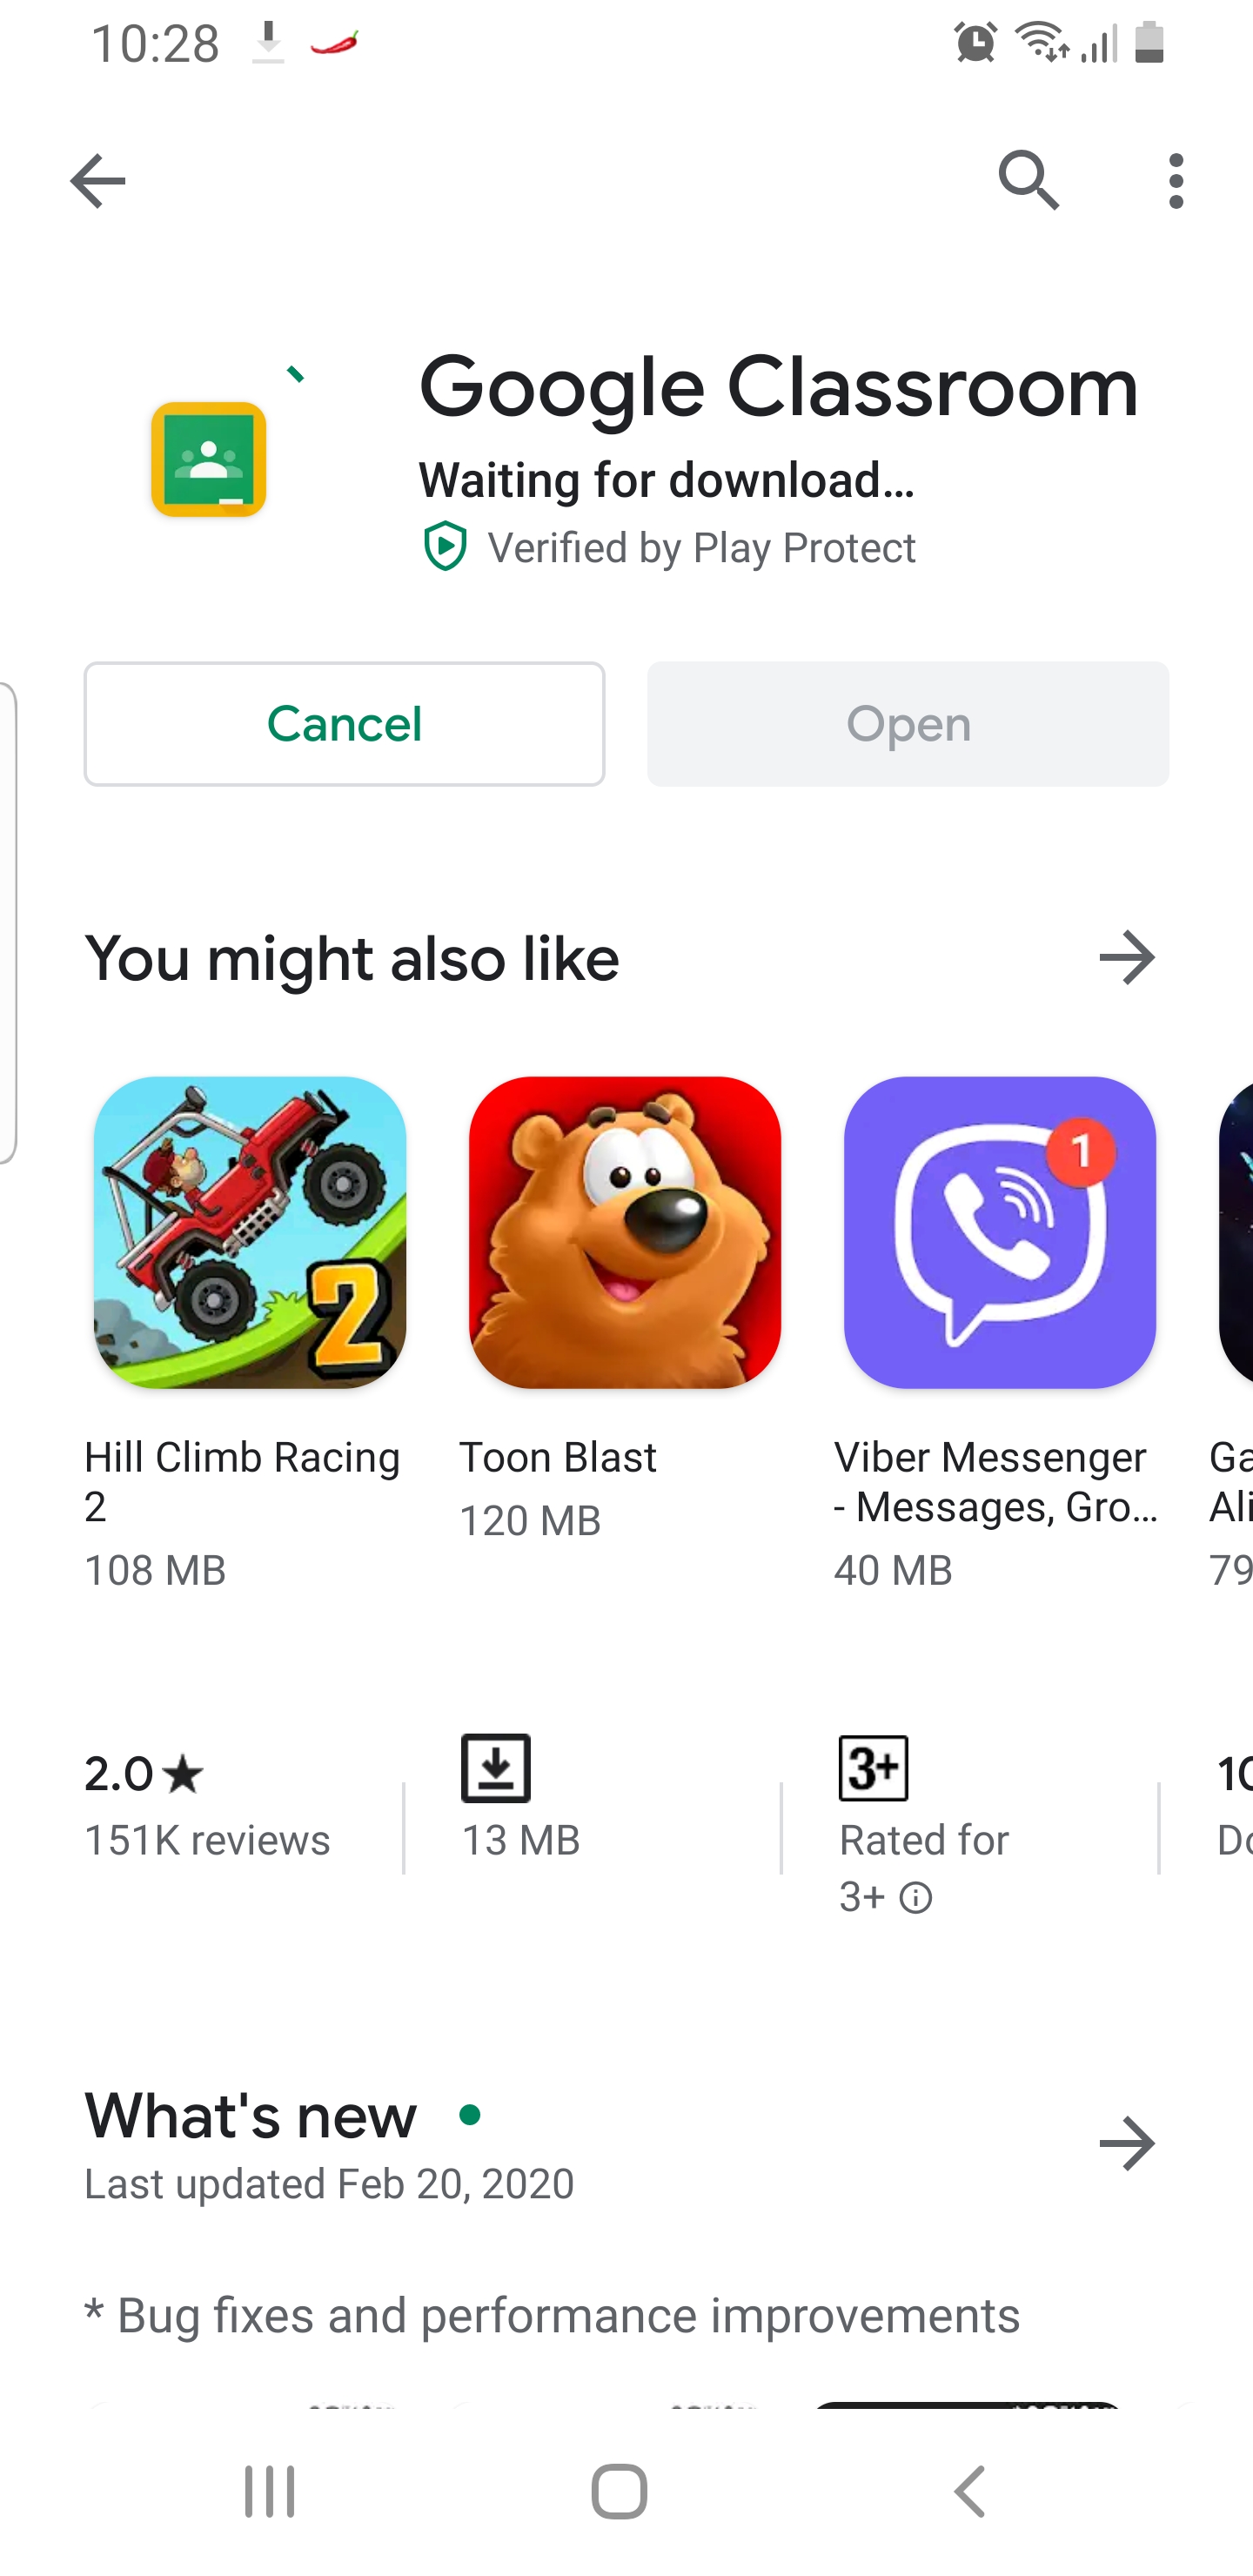 10:28
Google Classroom
Waiting for download...
Verified by Play Protect
Cancel
Open
You might also like
2
1
Hill Climb Racing
2
108 MB
Toon Blast
120 MB
Viber Messenger
- Messages, Gro...
40 MB
Ga
Ali
79
2.0★
151K reviews
13 MB
3+
Rated for
3+
10
Do
What's new
Last updated Feb 20, 2020
* Bug fixes and performance improvements